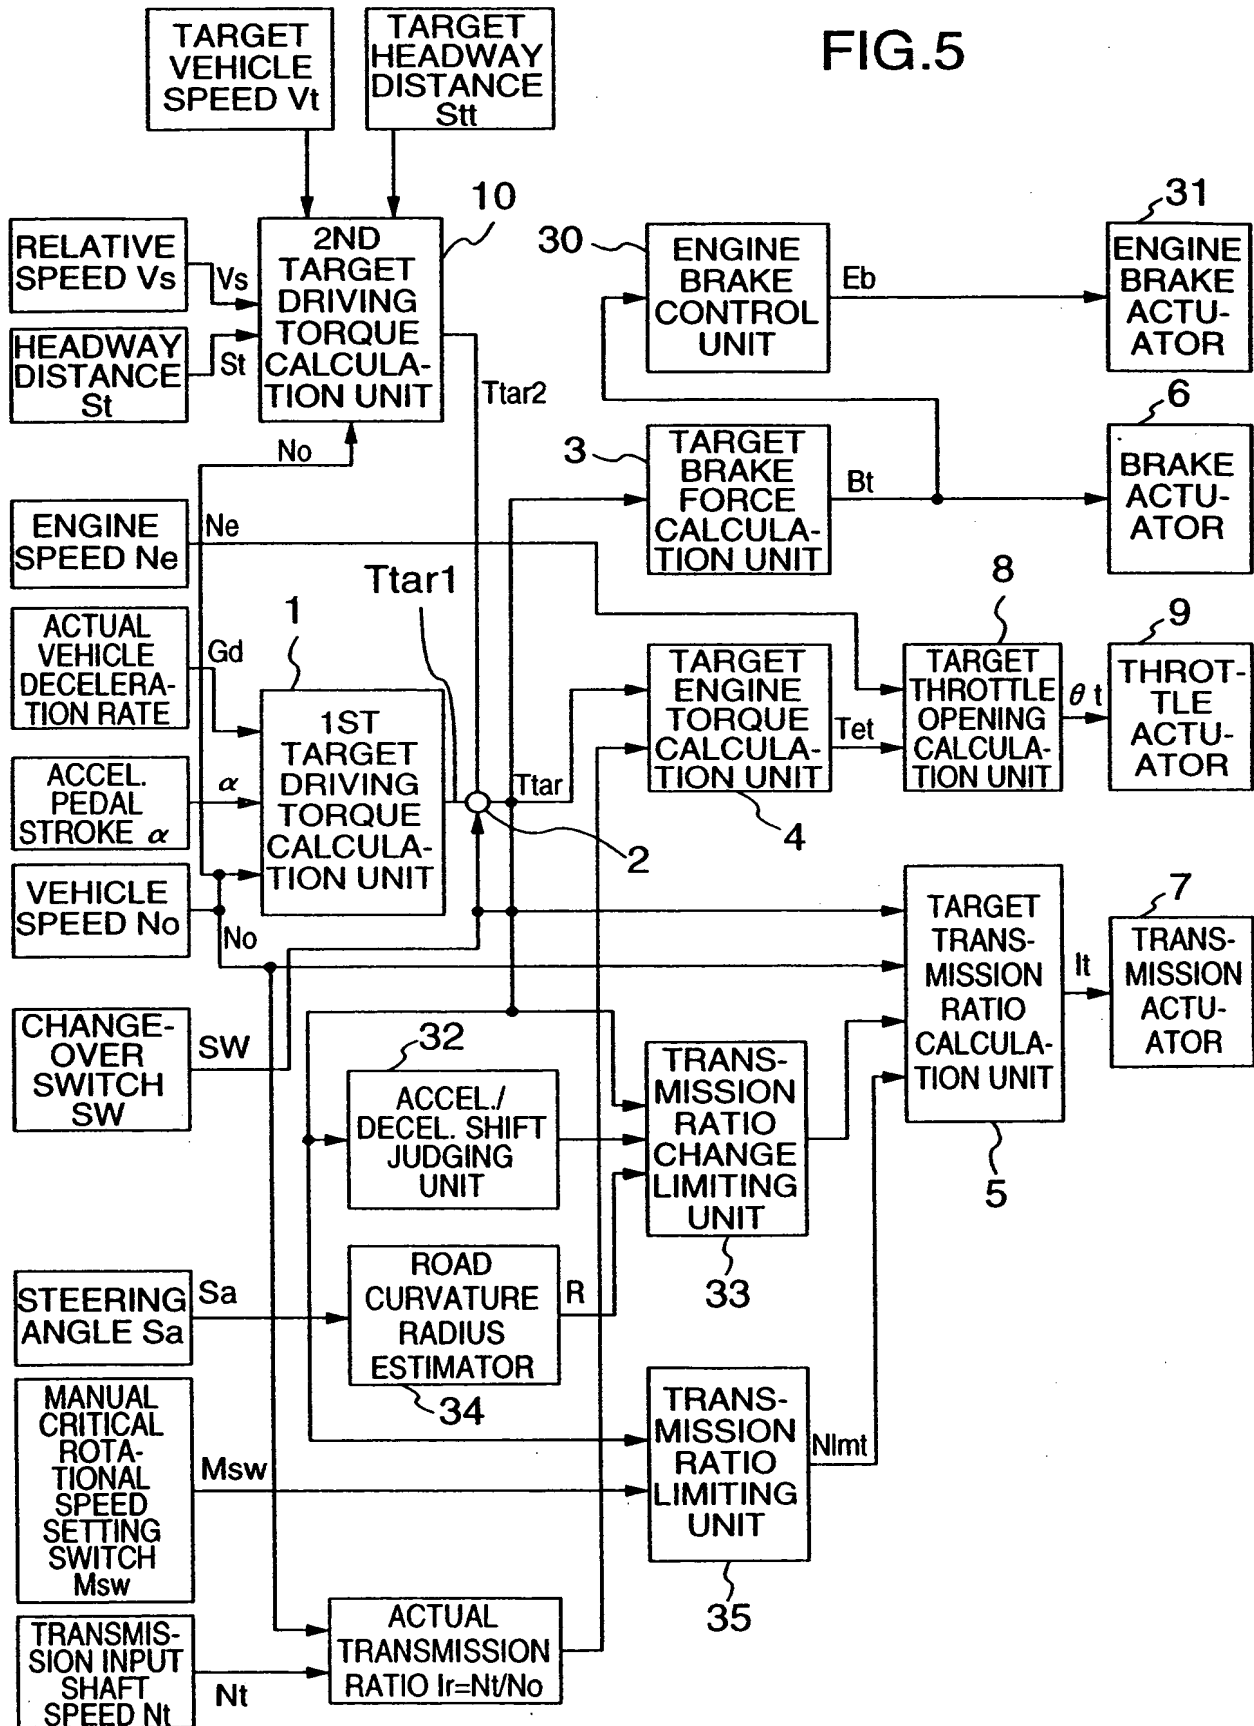 FIG.5
TARGET
VEHICLE
SPEED Vt
TARGET
HEADWAY
DISTANCE
Stt
10
RELATIVE
SPEED Vs
Vs
HEADWAY
DISTANCE
St
St
2ND
TARGET
DRIVING
TORQUE
CALCULA-
TION UNIT
Ttar2
No
30
ENGINE
BRAKE
CONTROL
UNIT
Eb
31
ENGINE
BRAKE
ACTU-
ATOR
3
TARGET
BRAKE
FORCE
CALCULA-
TION UNIT
Bt
6
BRAKE
ACTU-
ATOR
ENGINE
SPEED Ne
Ne
Ttar1
ACTUAL
VEHICLE
DECELERA-
TION RATE
Gd
1
1ST
TARGET
DRIVING
TORQUE
CALCULA-
TION UNIT
ACCEL.
PEDAL
STROKE α
α
Ttar
2
TARGET
ENGINE
TORQUE
CALCULA-
TION UNIT
4
Tet
8
TARGET
THROTTLE
OPENING
CALCULA-
TION UNIT
θ t
9
THROT-
TLE
ACTU-
ATOR
VEHICLE
SPEED No
No
CHANGE-
OVER
SWITCH
SW
SW
TARGET
TRANS-
MISSION
RATIO
CALCULA-
TION UNIT
5
It
7
TRANS-
MISSION
ACTU-
ATOR
32
ACCEL./
DECEL. SHIFT
JUDGING
UNIT
TRANS-
MISSION
RATIO
CHANGE
LIMITING
UNIT
33
STEERING
ANGLE Sa
Sa
ROAD
CURVATURE
RADIUS
ESTIMATOR
34
R
MANUAL
CRITICAL
ROTA-
TIONAL
SPEED
SETTING
SWITCH
Msw
Msw
TRANS-
MISSION
RATIO
LIMITING
UNIT
35
Nlmt
TRANSMIS-
SION INPUT
SHAFT
SPEED Nt
Nt
ACTUAL
TRANSMISSION
RATIO Ir=Nt/No